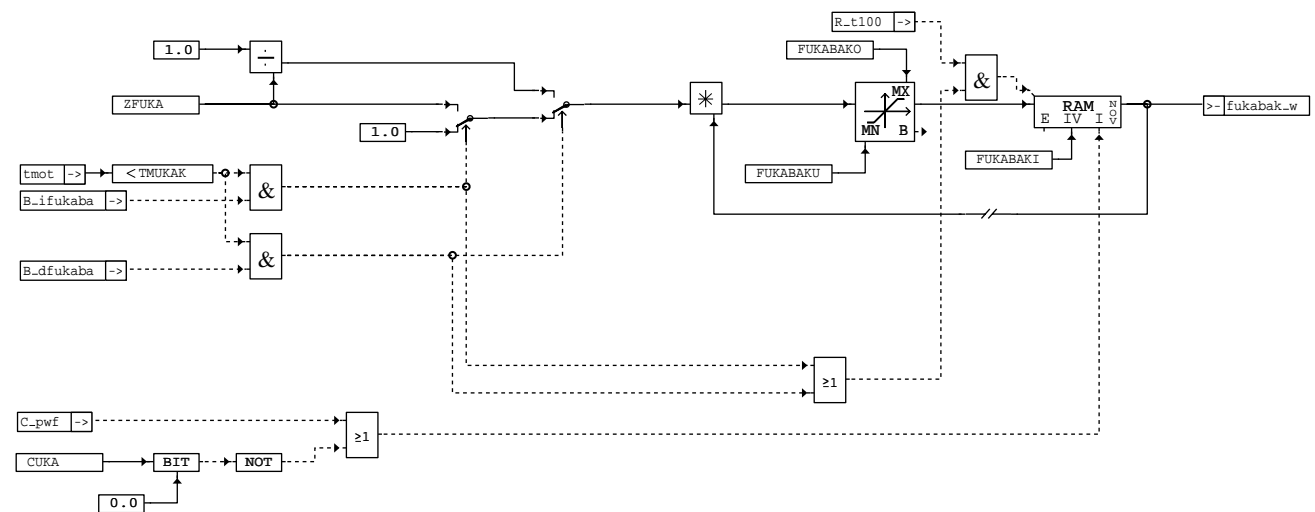 R_t100 ->
1.0
÷
FUKABAKO
&
ZFUKA
MX
MN B
RAM
E IV I
NOV
>- fukabak_w
1.0
FUKABAKI
tmot -> < TMUKAK
FUKABAKU
B_ifukaba ->
&
B_dfukaba ->
&
≥1
C_pwf ->
≥1
CUKA
BIT
NOT
0.0